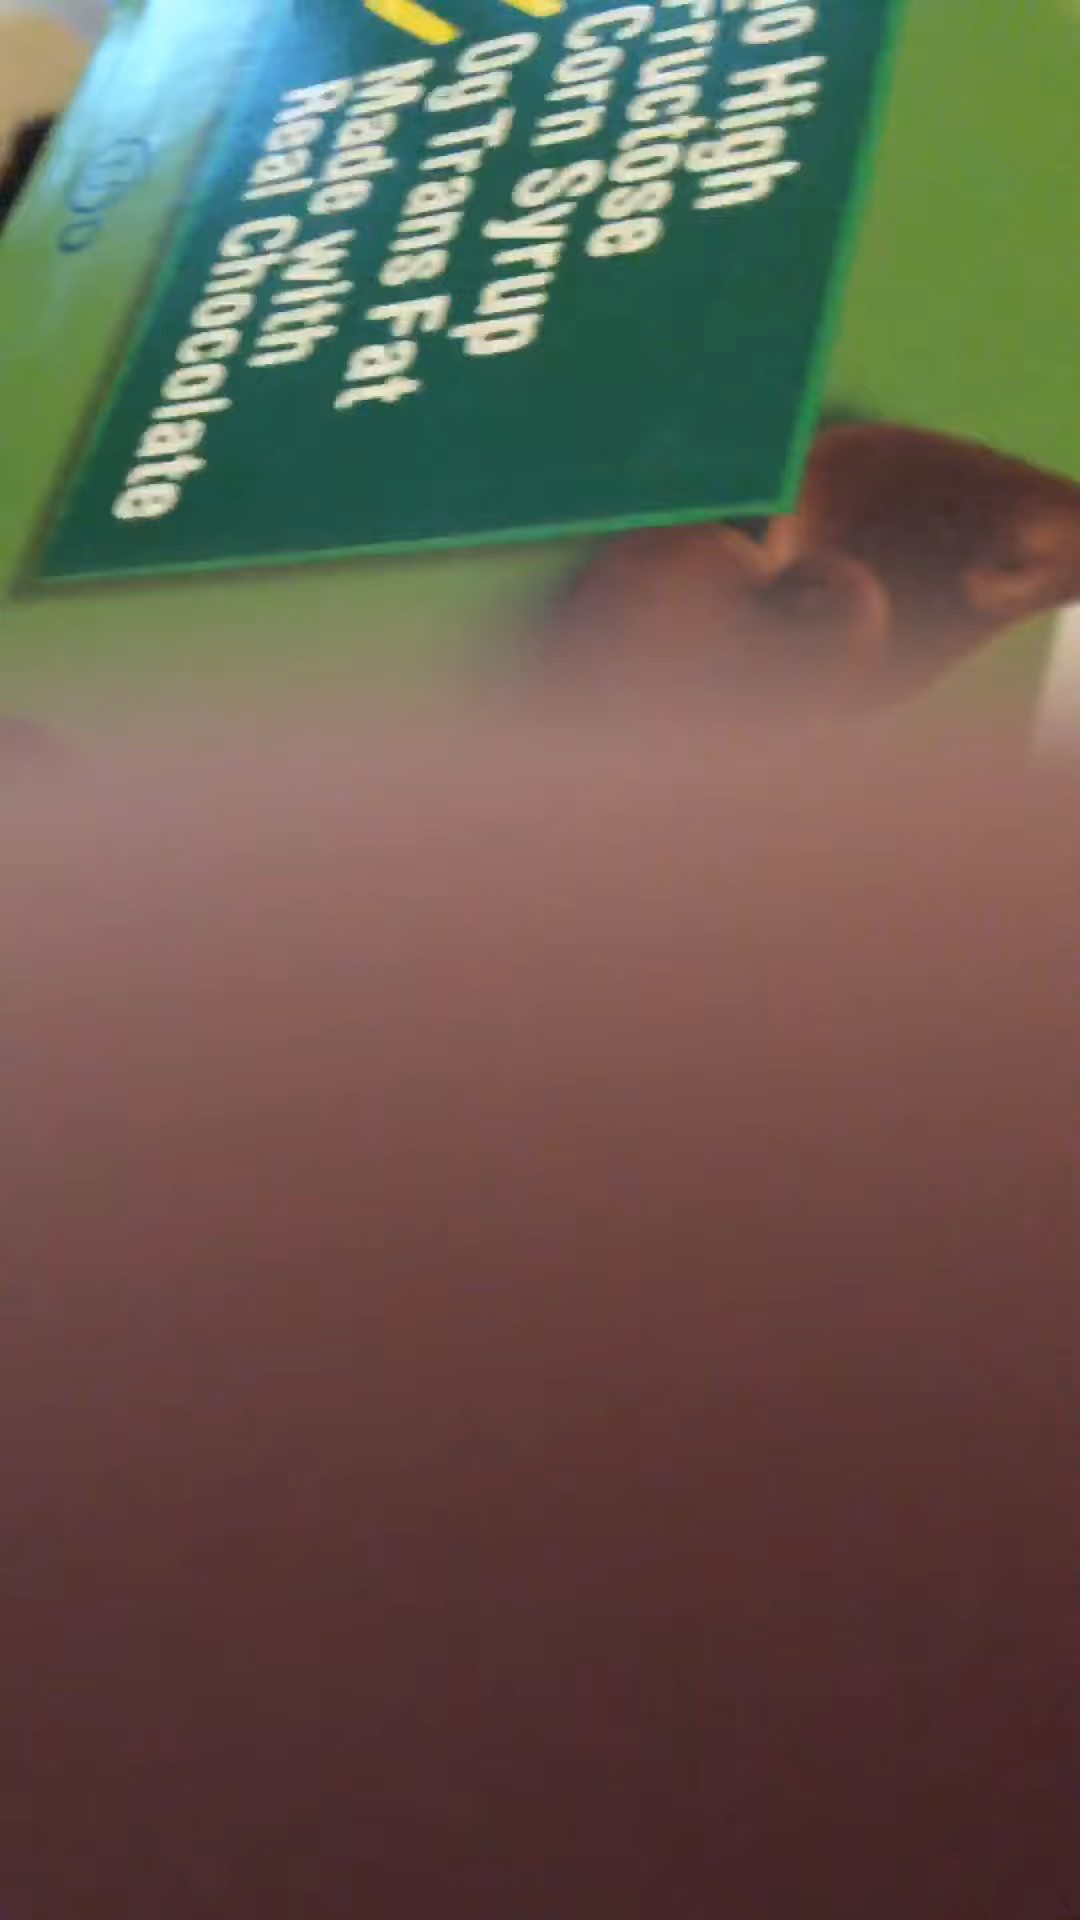 No High
Fructose
Corn Syrup
0g Trans Fat
Made with
Real Chocolate